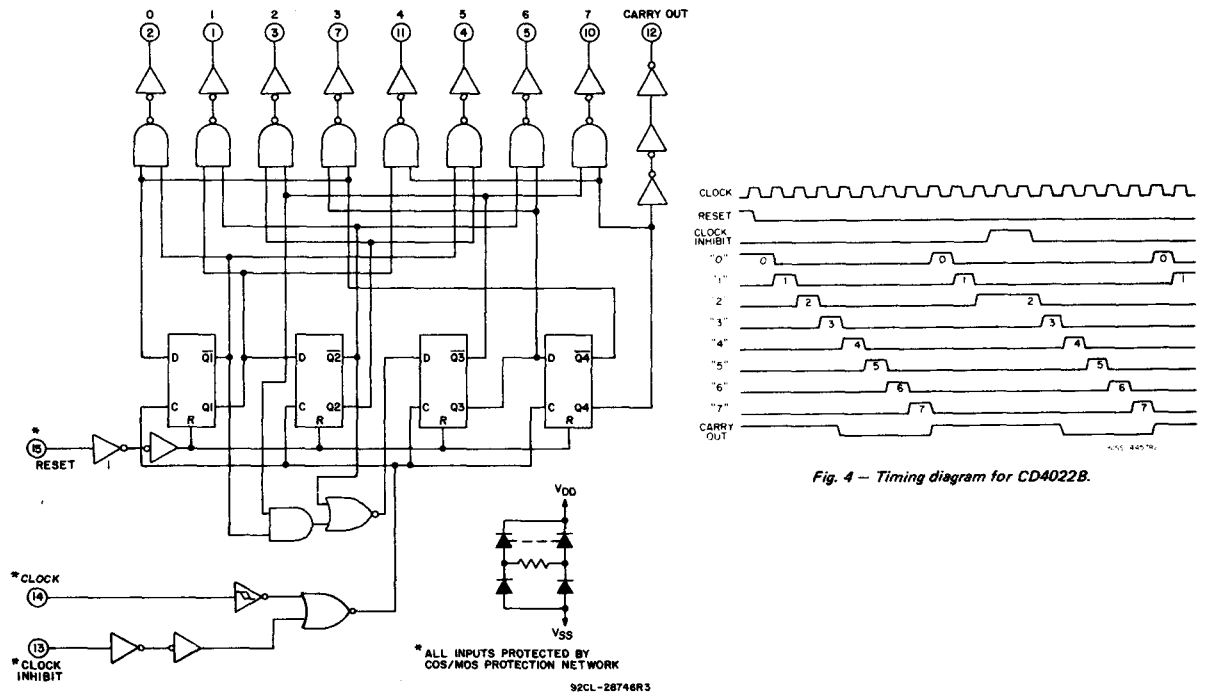 0 1 2 3 4 5 6 7 CARRY OUT
2 1 3 7 11 4 5 10 12
D Q1 D Q2 D Q3 D Q4
C Q1 C Q2 C Q3 C Q4
R R R R
*
15
RESET
1
*CLOCK
14
13
*CLOCK
INHIBIT
VDD
VSS
* ALL INPUTS PROTECTED BY
COS/MOS PROTECTION NETWORK
92CL-28746R3
CLOCK
RESET
CLOCK
INHIBIT
"0" 0 0 0
"1" 1 1 1
"2" 2 2
"3" 3 3
"4" 4 4
"5" 5 5
"6" 6 6
"7" 7 7
CARRY
OUT
Fig. 4 — Timing diagram for CD4022B.